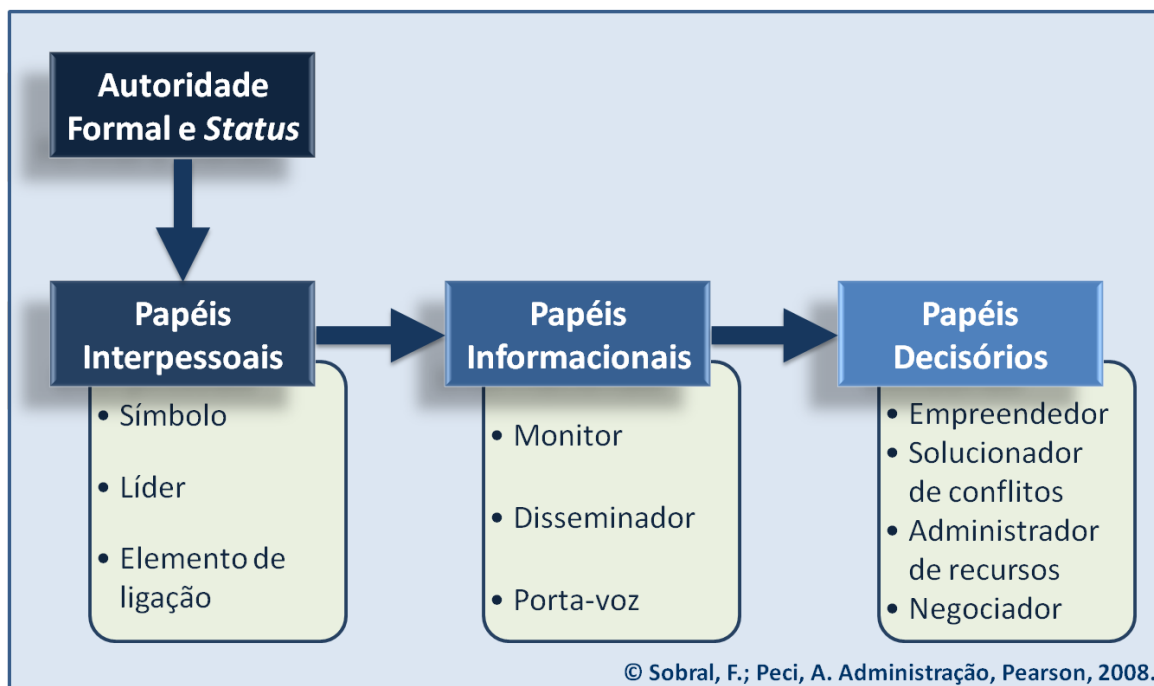 Autoridade
Formal e Status
Papéis
Interpessoais
• Símbolo
• Líder
• Elemento de
ligação
Papéis
Informacionais
• Monitor
• Disseminador
• Porta-voz
Papéis
Decisórios
• Empreendedor
• Solucionador
de conflitos
• Administrador
de recursos
• Negociador
© Sobral, F.; Peci, A. Administração, Pearson, 2008.